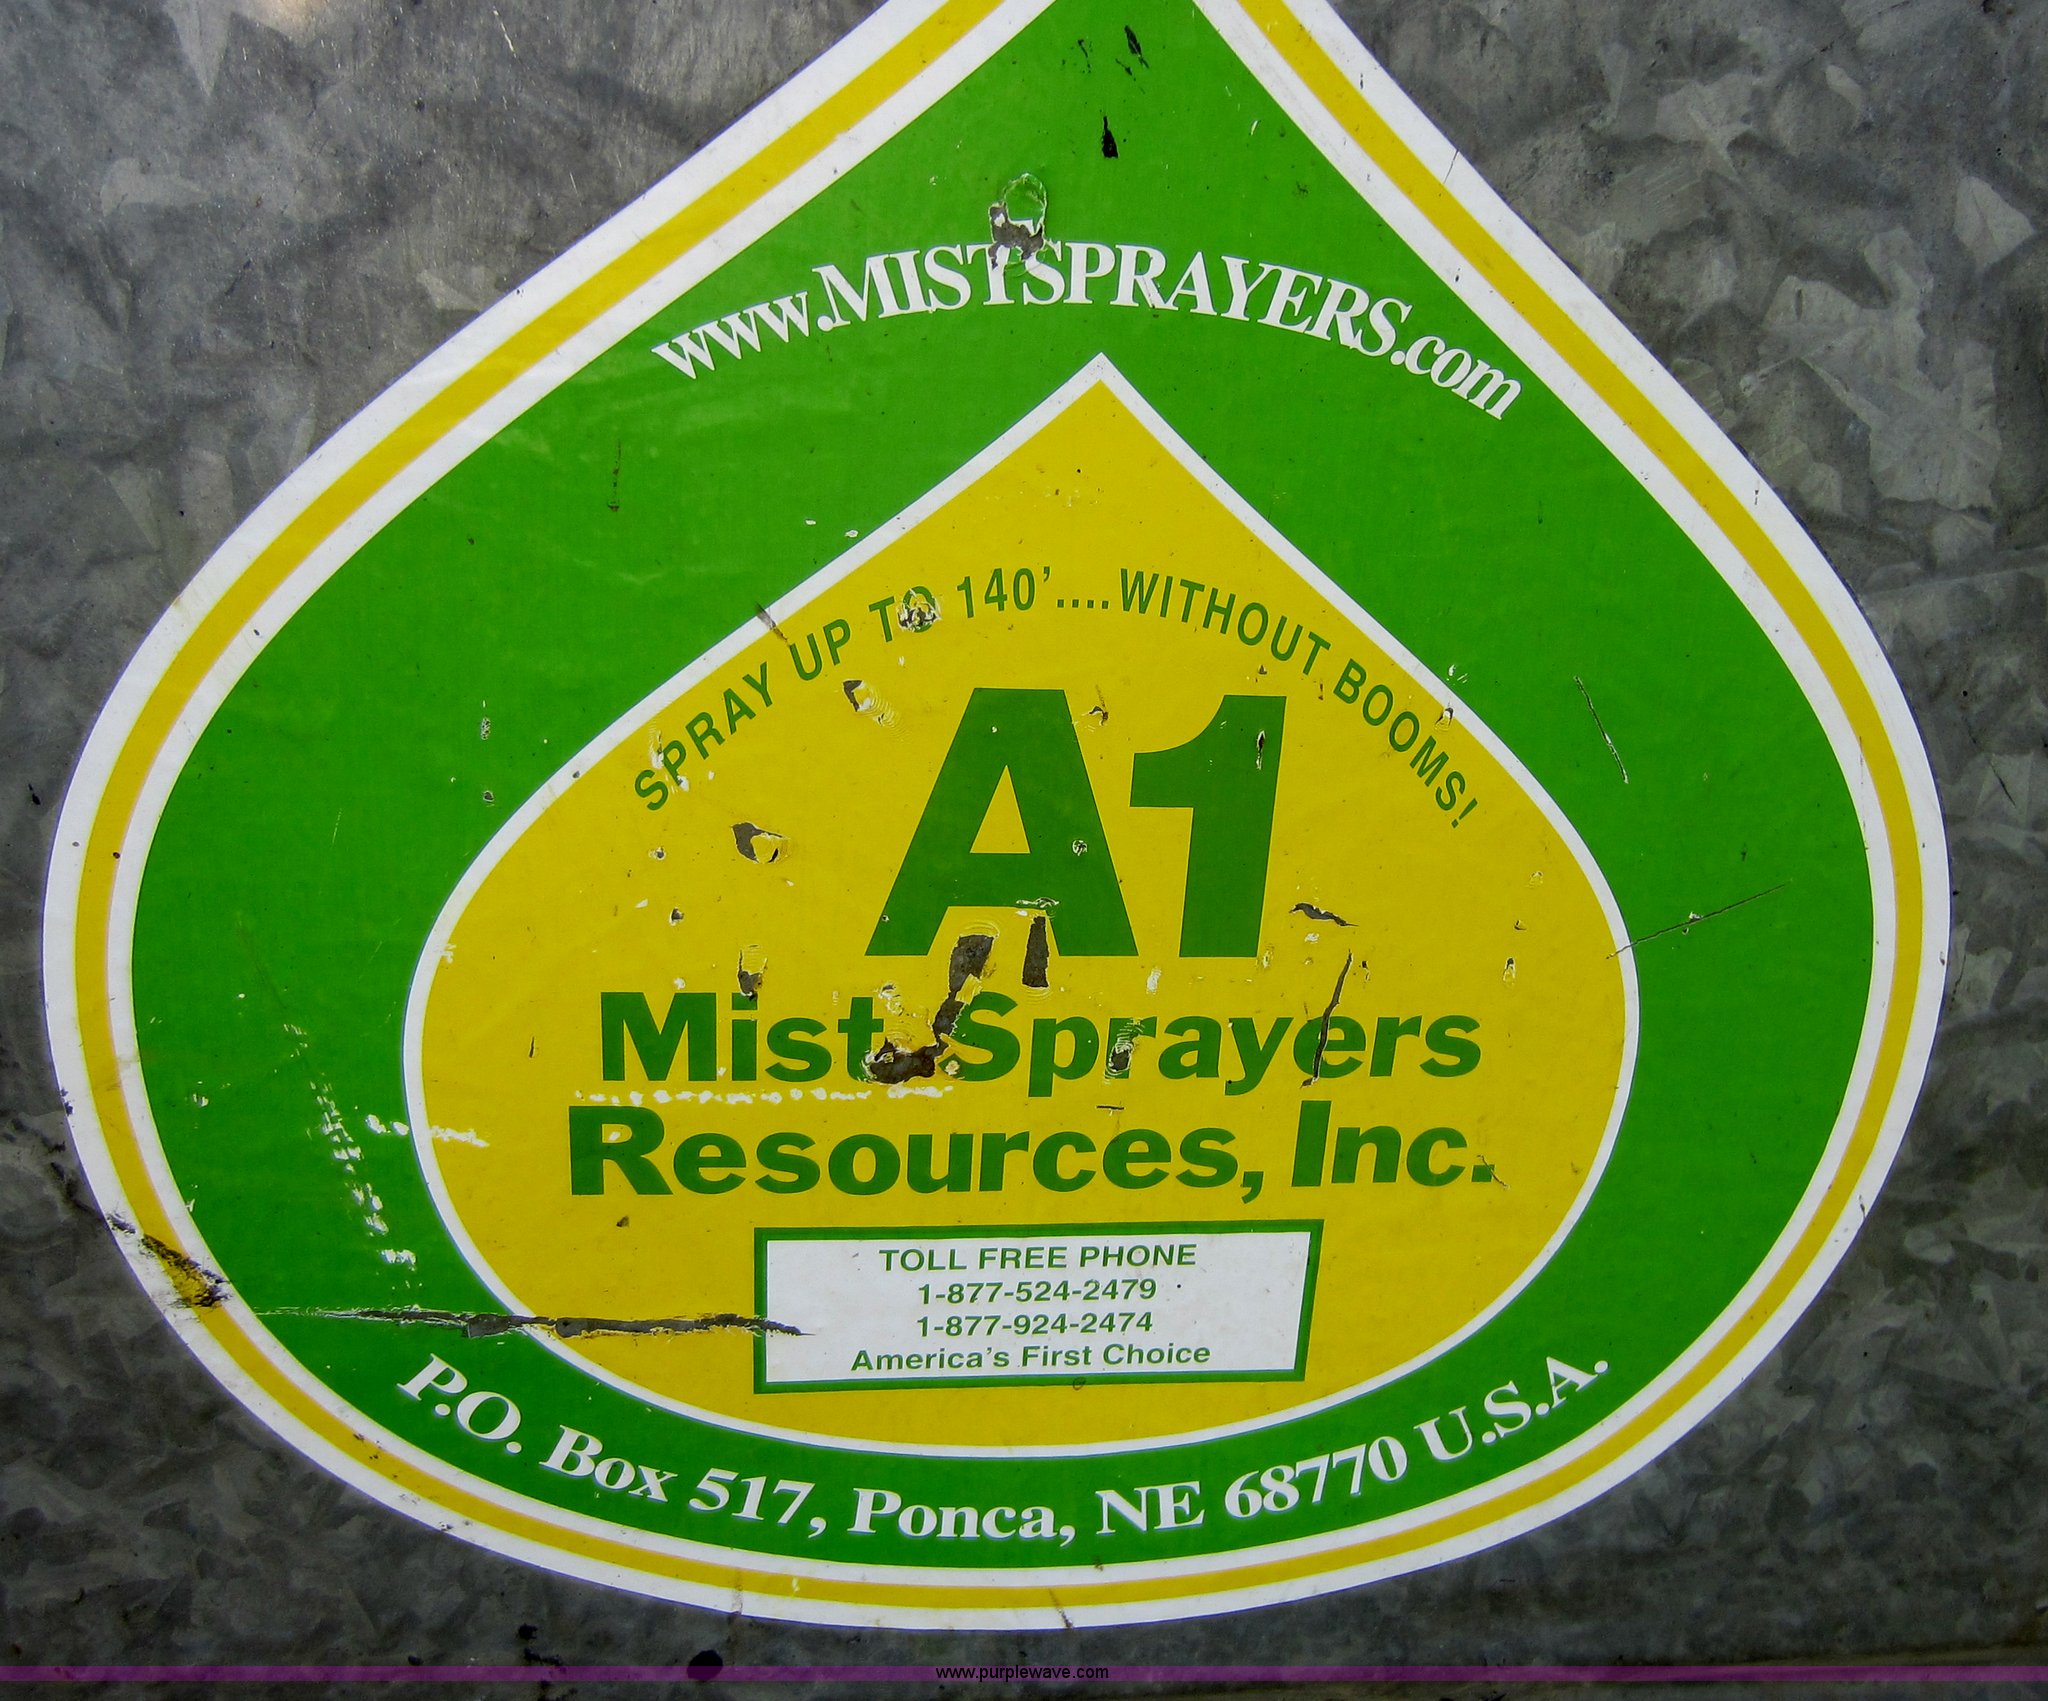 www.MISTSPRAYERS.com
SPRAY UP TO 140'....WITHOUT BOOMS!
A1
Mist Sprayers
Resources, Inc.
TOLL FREE PHONE
1-877-524-2479
1-877-924-2474
America's First Choice
P.O. Box 517, Ponca, NE 68770 U.S.A.
www.purplewave.com